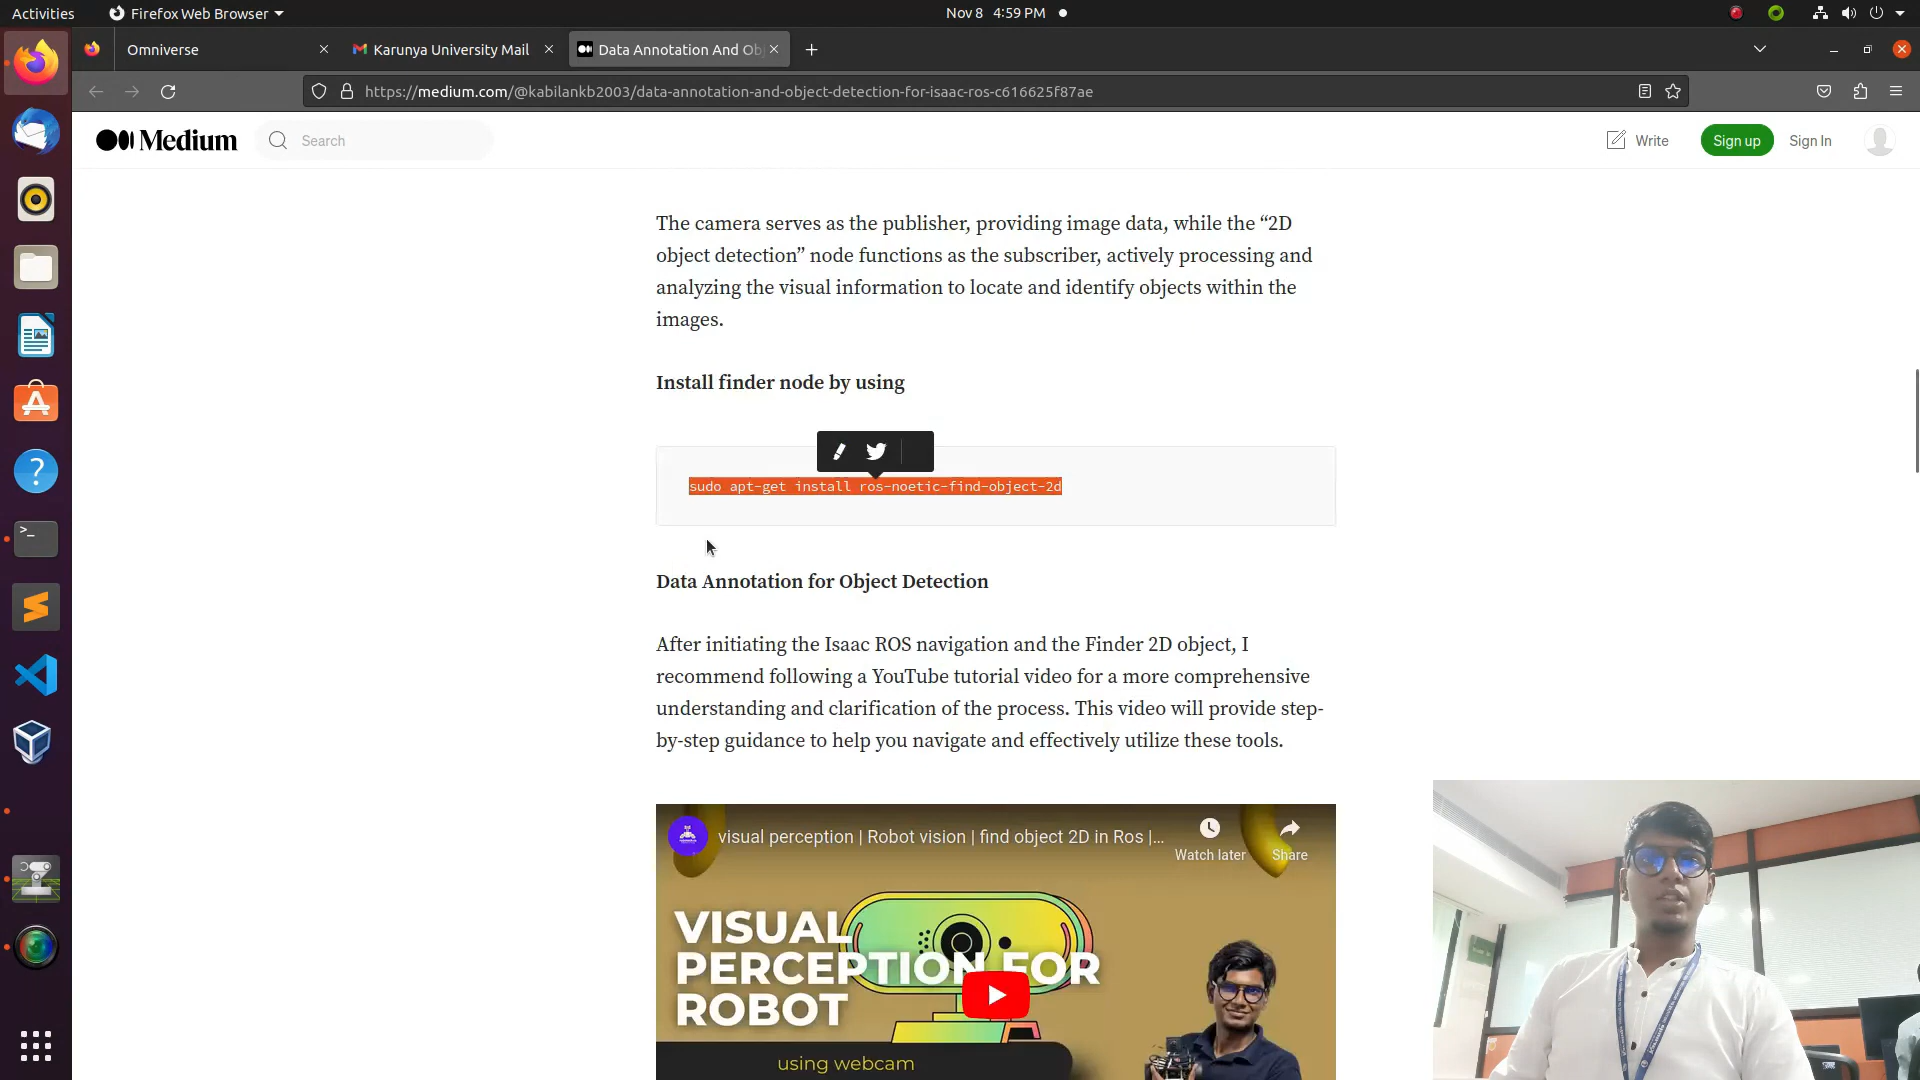 Activities
Firefox Web Browser
Nov 8 4:59 PM
Omniverse
Karunya University Mail
Data Annotation And Ob
https://medium.com/@kabilankb2003/data-annotation-and-object-detection-for-isaac-ros-c616625f87ae
Medium
Search
Write
Sign up
Sign In
The camera serves as the publisher, providing image data, while the “2D
object detection” node functions as the subscriber, actively processing and
analyzing the visual information to locate and identify objects within the
images.
Install finder node by using
sudo apt-get install ros-noetic-find-object-2d
Data Annotation for Object Detection
After initiating the Isaac ROS navigation and the Finder 2D object, I
recommend following a YouTube tutorial video for a more comprehensive
understanding and clarification of the process. This video will provide step-
by-step guidance to help you navigate and effectively utilize these tools.
visual perception | Robot vision | find object 2D in Ros |...
Watch later
Share
VISUAL
PERCEPTION FOR
ROBOT
using webcam